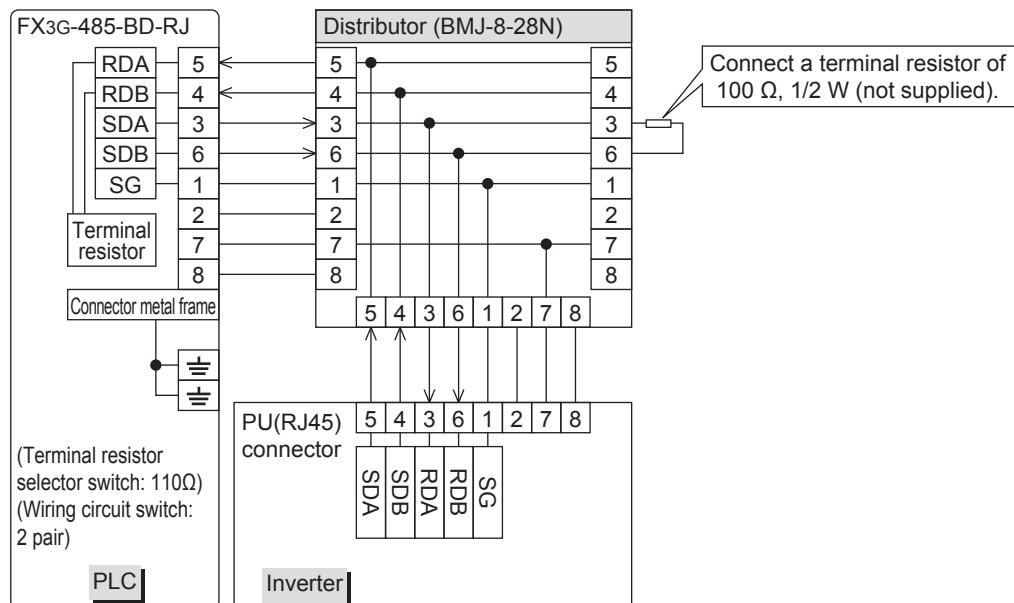 FX3G-485-BD-RJ
RDA 5
RDB 4
SDA 3
SDB 6
SG 1
2
7
8
Terminal
resistor
Connector metal frame
(Terminal resistor
selector switch: 110Ω)
(Wiring circuit switch:
2 pair)
PLC
Distributor (BMJ-8-28N)
5 5
4 4
3 3
6 6
1 1
2 2
7 7
8 8
5 4 3 6 1 2 7 8
Connect a terminal resistor of
100 Ω, 1/2 W (not supplied).
PU(RJ45)
connector
5 4 3 6 1 2 7 8
SDA
SDB
RDA
RDB
SG
Inverter